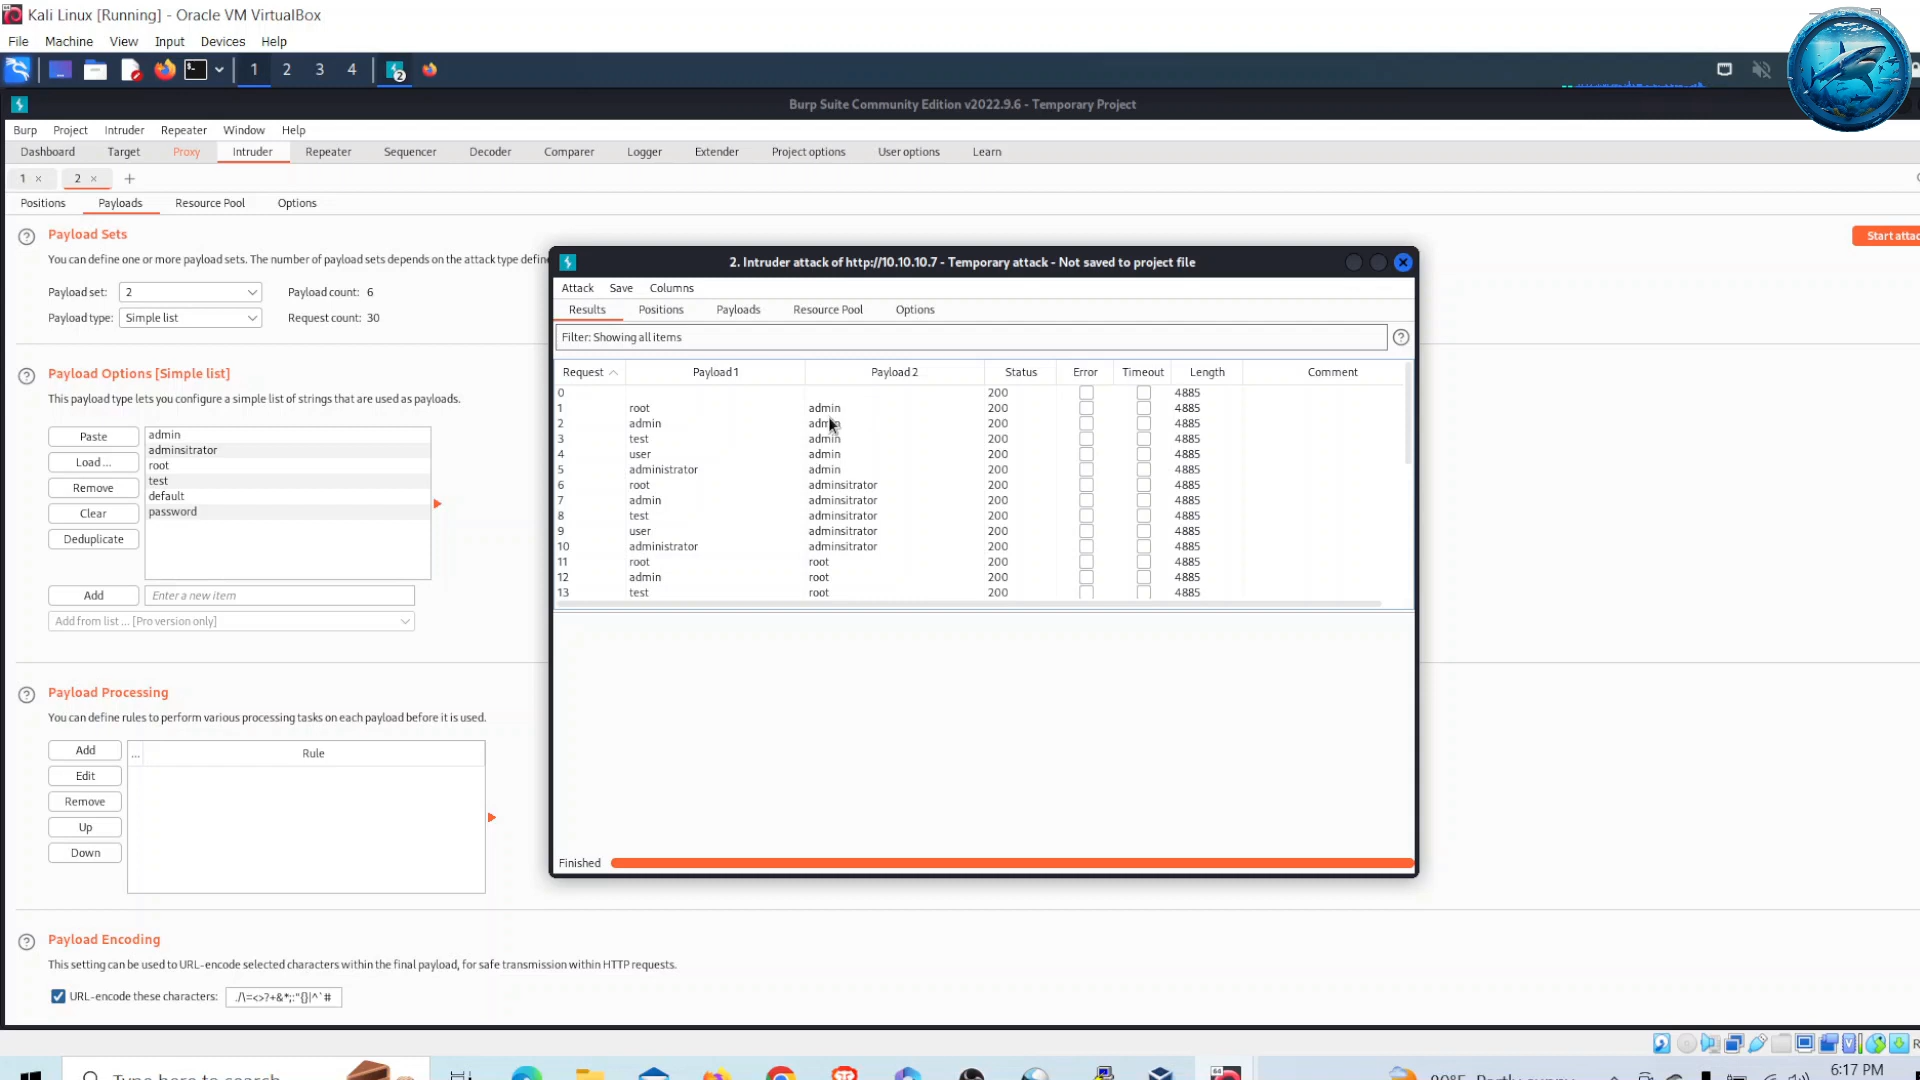 Kali Linux [Running] - Oracle VM VirtualBox
File Machine View Input Devices Help
1 2 3 4 2
Burp Suite Community Edition v2022.9.6 - Temporary Project
Burp Project Intruder Repeater Window Help
Dashboard Target Proxy Intruder Repeater Sequencer Decoder Comparer Logger Extender Project options User options Learn
1 × 2 × +
Positions Payloads Resource Pool Options
? Payload Sets
Start attac
You can define one or more payload sets. The number of payload sets depends on the attack type define
Payload set: 2 Payload count: 6
Payload type: Simple list Request count: 30
? Payload Options [Simple list]
This payload type lets you configure a simple list of strings that are used as payloads.
Paste
Load ...
Remove
Clear
Deduplicate
admin
adminsitrator
root
test
default
password
Add Enter a new item
Add from list ... [Pro version only]
? Payload Processing
You can define rules to perform various processing tasks on each payload before it is used.
Add
Edit
Remove
Up
Down
... Rule
? Payload Encoding
This setting can be used to URL-encode selected characters within the final payload, for safe transmission within HTTP requests.
URL-encode these characters: ./\=<>?+&*;:"{}|^`#
2. Intruder attack of http://10.10.10.7 - Temporary attack - Not saved to project file
Attack Save Columns
Results Positions Payloads Resource Pool Options
Filter: Showing all items ?
Request Payload 1 Payload 2 Status Error Timeout Length Comment
0 200 4885
1 root admin 200 4885
2 admin admin 200 4885
3 test admin 200 4885
4 user admin 200 4885
5 administrator admin 200 4885
6 root adminsitrator 200 4885
7 admin adminsitrator 200 4885
8 test adminsitrator 200 4885
9 user adminsitrator 200 4885
10 administrator adminsitrator 200 4885
11 root root 200 4885
12 admin root 200 4885
13 test root 200 4885
Finished
6:17 PM